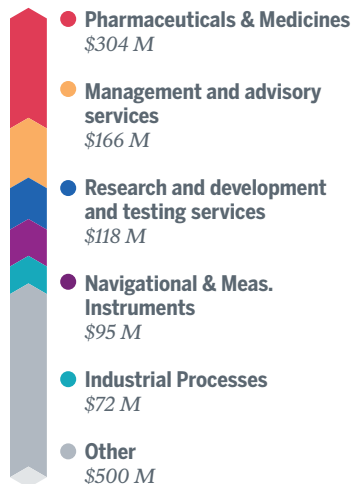 Pharmaceuticals & Medicines
$304 M
Management and advisory
services
$166 M
Research and development
and testing services
$118 M
Navigational & Meas.
Instruments
$95 M
Industrial Processes
$72 M
Other
$500 M